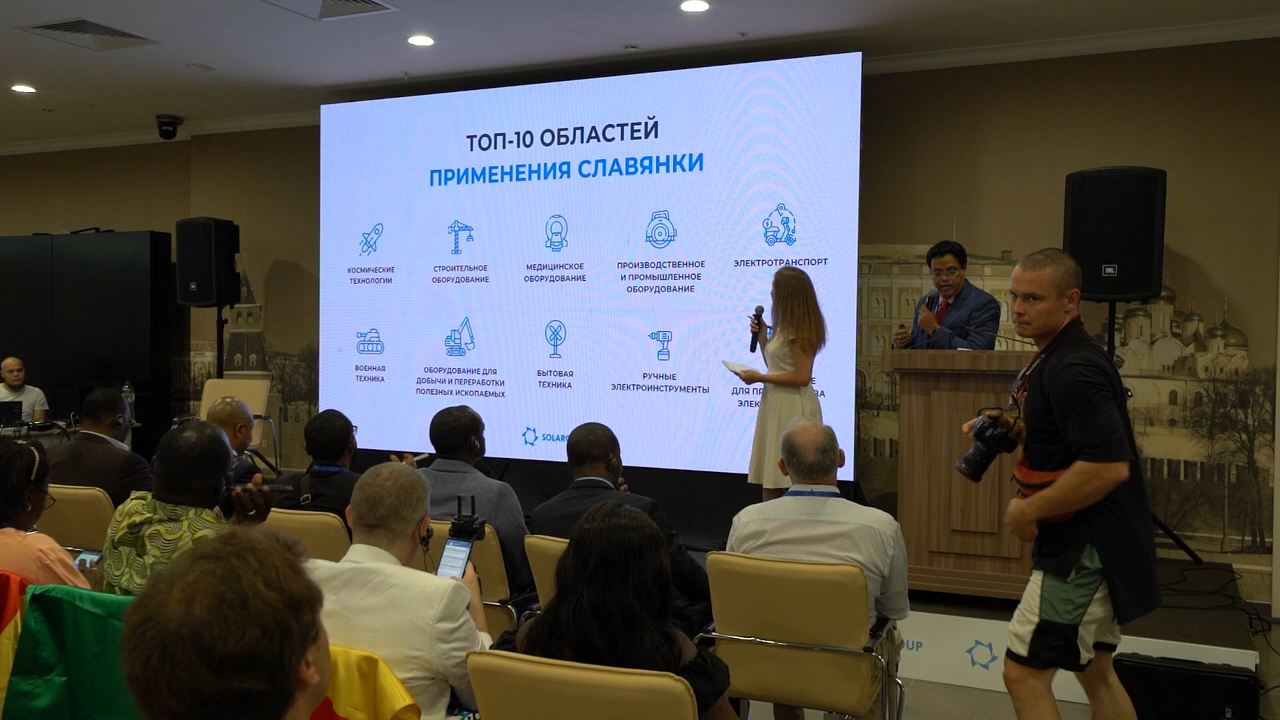 ТОП-10 ОБЛАСТЕЙ
ПРИМЕНЕНИЯ СЛАВЯНКИ
КОСМИЧЕСКИЕ
ТЕХНОЛОГИИ
СТРОИТЕЛЬНОЕ
ОБОРУДОВАНИЕ
МЕДИЦИНСКОЕ
ОБОРУДОВАНИЕ
ПРОИЗВОДСТВЕННОЕ
И ПРОМЫШЛЕННОЕ
ОБОРУДОВАНИЕ
ЭЛЕКТРОТРАНСПОРТ
ВОЕННАЯ
ТЕХНИКА
ОБОРУДОВАНИЕ ДЛЯ
ДОБЫЧИ И ПЕРЕРАБОТКИ
ПОЛЕЗНЫХ ИСКОПАЕМЫХ
БЫТОВАЯ
ТЕХНИКА
РУЧНЫЕ
ЭЛЕКТРОИНСТРУМЕНТЫ
ДЛЯ
JBL